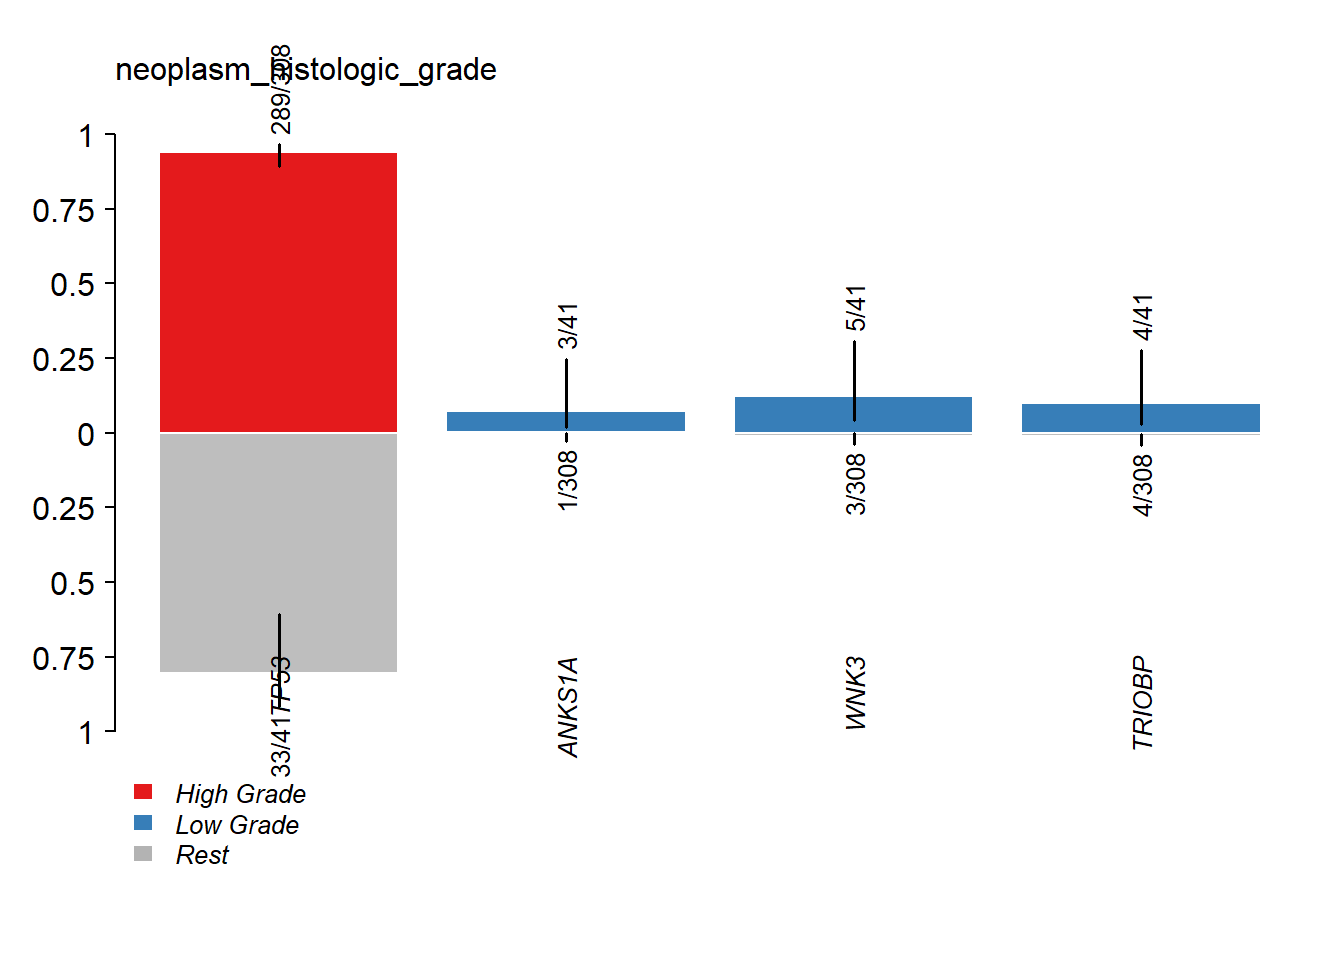 neoplasm_histologic_grade
289/308
1
0.75
0.5
0.25
0
0.25
0.5
0.75
1
3/41
5/41
4/41
1/308
3/308
4/308
33/41
TP53
ANKS1A
WNK3
TRIOBP
High Grade
Low Grade
Rest